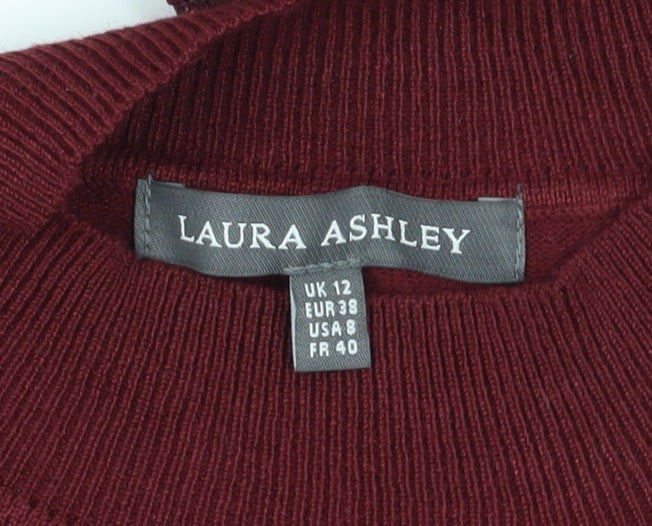 LAURA ASHLEY
UK 12
EUR 38
USA 8
FR 40